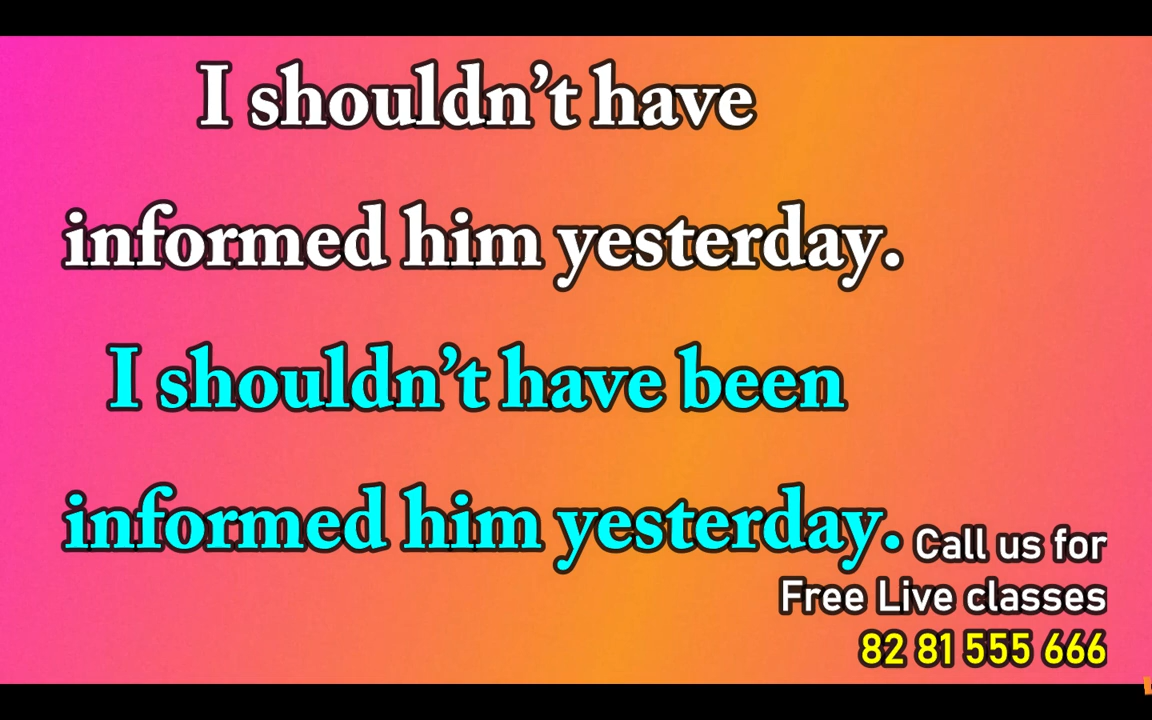 I shouldn’t have
informed him yesterday.
I shouldn’t have been
informed him yesterday.
Call us for
Free Live classes
82 81 555 666